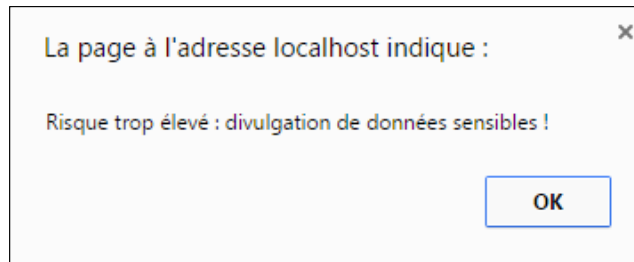 La page à l'adresse localhost indique :
Risque trop élevé : divulgation de données sensibles !
OK